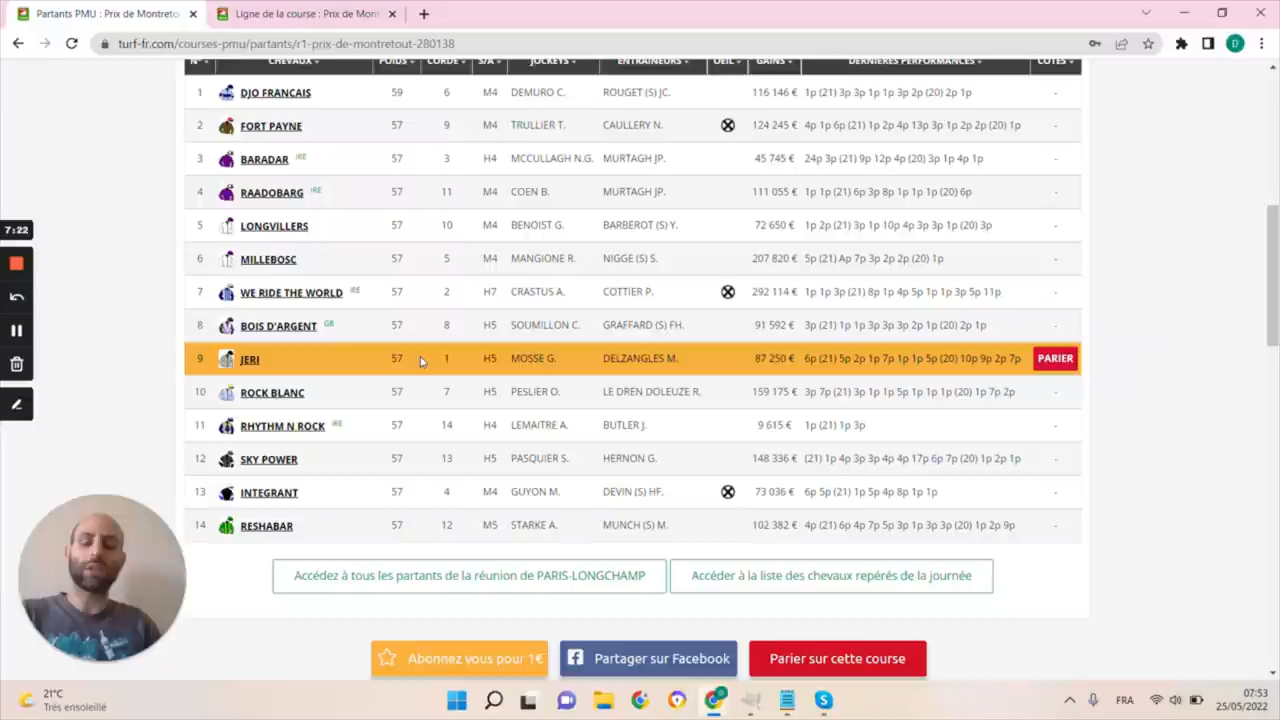 Partants PMU : Prix de Montreto
Ligne de la course : Prix de Mont
turf-fr.com/courses-pmu/partants/r1-prix-de-montretout-280138
D
N° CHEVAUX POIDS CORDE S/A JOCKEYS ENTRAÎNEURS OEIL GAINS DERNIÈRES PERFORMANCES COTES
1 DJO FRANCAIS 59 6 M4 DEMURO C. ROUGET (S) JC. 116 146 € 1p (21) 3p 3p 1p 1p 3p 2p (20) 2p 1p -
2 FORT PAYNE 57 9 M4 TRULLIER T. CAULLERY N. 124 245 € 4p 1p 6p (21) 1p 2p 4p 13p 3p 1p 2p 2p (20) 1p -
3 BARADAR IRE 57 3 H4 MCCULLAGH N.G. MURTAGH JP. 45 745 € 24p 3p (21) 9p 12p 4p (20) 3p 1p 4p 1p -
4 RAADOBARG IRE 57 11 M4 COEN B. MURTAGH JP. 111 055 € 1p 1p (21) 6p 3p 8p 1p 1p 1p (20) 6p -
5 LONGVILLERS 57 10 M4 BENOIST G. BARBEROT (S) Y. 72 650 € 1p 2p (21) 3p 1p 10p 4p 3p 3p 1p (20) 3p -
6 MILLEBOSC 57 5 M4 MANGIONE R. NIGGE (S) S. 207 820 € 5p (21) Ap 7p 3p 2p 2p (20) 1p -
7 WE RIDE THE WORLD IRE 57 2 H7 CRASTUS A. COTTIER P. 292 114 € 1p 1p 3p (21) 8p 1p 4p 5p 1p 1p 3p 5p 11p -
8 BOIS D'ARGENT GB 57 8 H5 SOUMILLON C. GRAFFARD (S) FH. 91 592 € 3p (21) 1p 1p 3p 3p 2p 1p (20) 2p 1p -
9 JERI 57 1 H5 MOSSE G. DELZANGLES M. 87 250 € 6p (21) 5p 2p 1p 7p 1p 1p 5p (20) 10p 9p 2p 7p PARIER
10 ROCK BLANC 57 7 H5 PESLIER O. LE DREN DOLEUZE R. 159 175 € 3p 7p (21) 3p 1p 1p 5p 1p 1p 1p (20) 1p 7p 2p -
11 RHYTHM N ROCK IRE 57 14 H4 LEMAITRE A. BUTLER J. 9 615 € 1p (21) 1p 3p -
12 SKY POWER 57 13 H5 PASQUIER S. HERNON G. 148 336 € (21) 1p 4p 3p 3p 4p 4p 17p 6p 7p (20) 1p 2p 1p -
13 INTEGRANT 57 4 M4 GUYON M. DEVIN (S) HF. 73 036 € 6p 5p (21) 1p 5p 4p 8p 1p 1p -
14 RESHABAR 57 12 M5 STARKE A. MUNCH (S) M. 102 382 € 4p (21) 6p 4p 7p 5p 3p 1p 3p 3p (20) 1p 2p 9p -
7:22
Accédez à tous les partants de la réunion de PARIS-LONGCHAMP
Accéder à la liste des chevaux repérés de la journée
Abonnez vous pour 1€
Partager sur Facebook
Parier sur cette course
21°C
Très ensoleillé
FRA
07:53
25/05/2022